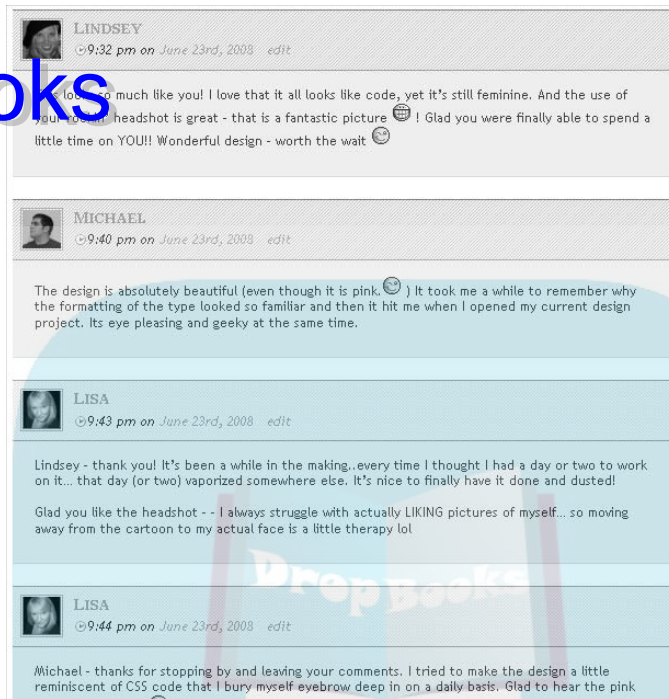 LINDSEY
9:32 pm on June 23rd, 2008 edit
oks
much like you! I love that it all looks like code, yet it's still feminine. And the use of
headshot is great - that is a fantastic picture ! Glad you were finally able to spend a
little time on YOU!! Wonderful design - worth the wait
MICHAEL
9:40 pm on June 23rd, 2008 edit
The design is absolutely beautiful (even though it is pink. ) It took me a while to remember why
the formatting of the type looked so familiar and then it hit me when I opened my current design
project. Its eye pleasing and geeky at the same time.
LISA
9:43 pm on June 23rd, 2008 edit
Lindsey - thank you! It's been a while in the making..every time I thought I had a day or two to work
on it... that day (or two) vaporized somewhere else. It's nice to finally have it done and dusted!
Glad you like the headshot - - I always struggle with actually LIKING pictures of myself... so moving
away from the cartoon to my actual face is a little therapy lol
DropBooks
LISA
9:44 pm on June 23rd, 2008 edit
Michael - thanks for stopping by and leaving your comments. I tried to make the design a little
reminiscent of CSS code that I bury myself eyebrow deep in on a daily basis. Glad to hear the pink